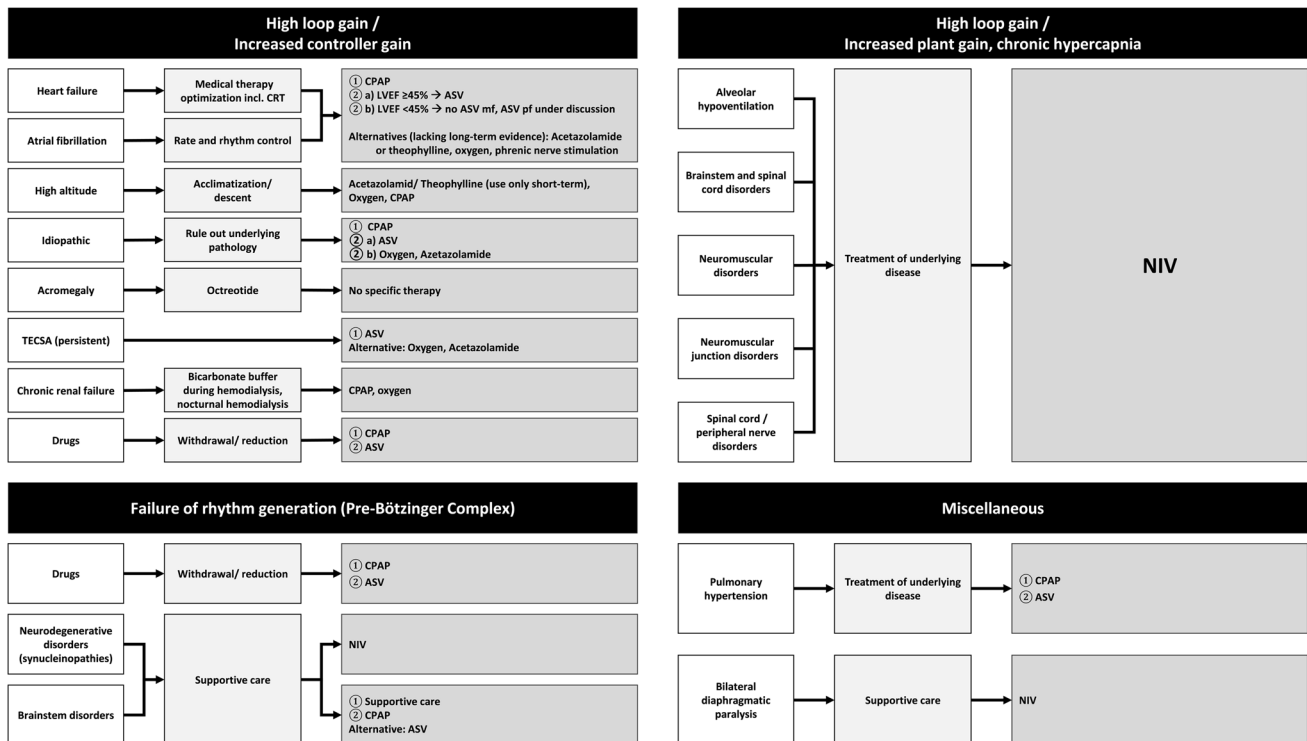 High loop gain /
Increased controller gain
Heart failure
Medical therapy
optimization incl. CRT
Atrial fibrillation
Rate and rhythm control
① CPAP
② a) LVEF ≥45% → ASV
② b) LVEF <45% → no ASV mf, ASV pf under discussion
Alternatives (lacking long-term evidence): Acetazolamide
or theophylline, oxygen, phrenic nerve stimulation
High altitude
Acclimatization/
descent
Acetazolamid/ Theophylline (use only short-term),
Oxygen, CPAP
Idiopathic
Rule out underlying
pathology
① CPAP
② a) ASV
② b) Oxygen, Azetazolamide
Acromegaly
Octreotide
No specific therapy
TECSA (persistent)
① ASV
Alternative: Oxygen, Acetazolamide
Chronic renal failure
Bicarbonate buffer
during hemodialysis,
nocturnal hemodialysis
CPAP, oxygen
Drugs
Withdrawal/ reduction
① CPAP
② ASV
High loop gain /
Increased plant gain, chronic hypercapnia
Alveolar
hypoventilation
Brainstem and spinal
cord disorders
Neuromuscular
disorders
Neuromuscular
junction disorders
Spinal cord /
peripheral nerve
disorders
Treatment of underlying
disease
NIV
Failure of rhythm generation (Pre-Bötzinger Complex)
Drugs
Withdrawal/ reduction
① CPAP
② ASV
Neurodegenerative
disorders
(synucleinopathies)
Brainstem disorders
Supportive care
NIV
① Supportive care
② CPAP
Alternative: ASV
Miscellaneous
Pulmonary
hypertension
Treatment of underlying
disease
① CPAP
② ASV
Bilateral
diaphragmatic
paralysis
Supportive care
NIV